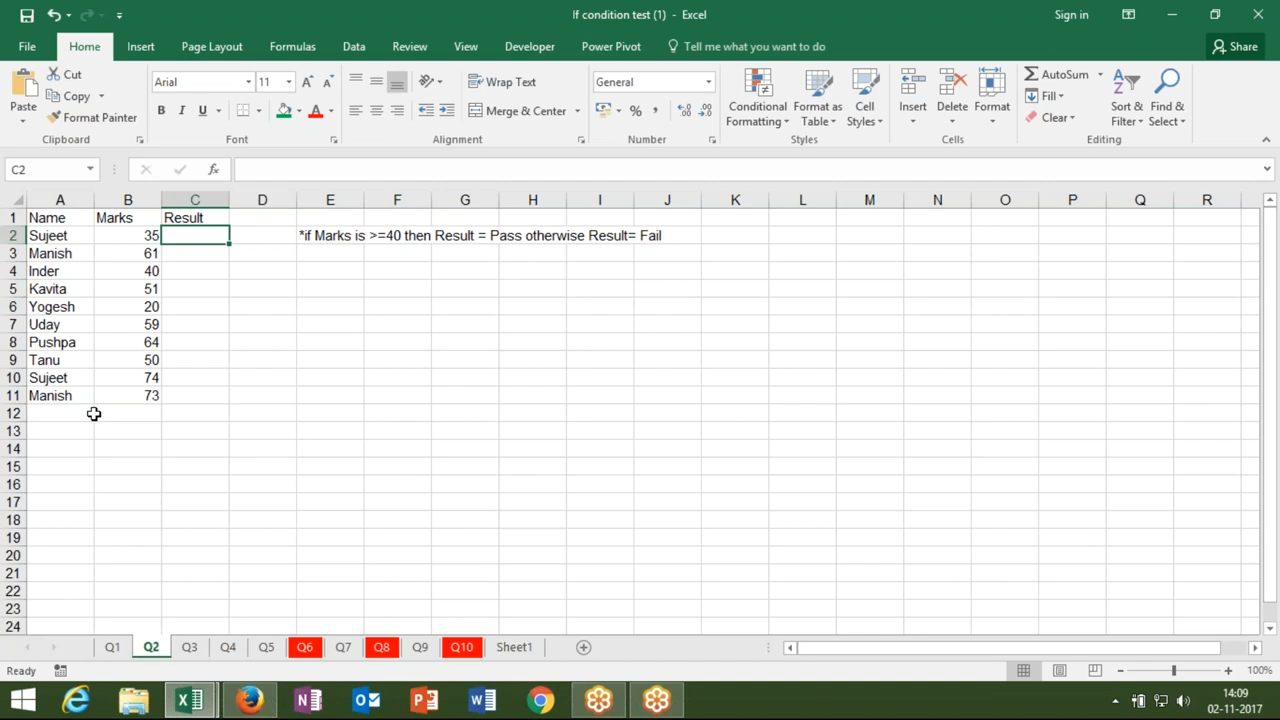 If condition test (1) - Excel
Sign in
File Home Insert Page Layout Formulas Data Review View Developer Power Pivot Tell me what you want to do Share
Paste Cut Copy Format Painter Clipboard
Arial 11 B I U Font
Wrap Text Merge & Center Alignment
General % Number
Conditional Formatting Format as Table Cell Styles Styles
Insert Delete Format Cells
AutoSum Fill Clear Sort & Filter Find & Select Editing
C2 fx
A B C D E F G H I J K L M N O P Q R
1 Name Marks Result
2 Sujeet 35 *if Marks is >=40 then Result = Pass otherwise Result= Fail
3 Manish 61
4 Inder 40
5 Kavita 51
6 Yogesh 20
7 Uday 59
8 Pushpa 64
9 Tanu 50
10 Sujeet 74
11 Manish 73
12
13
14
15
16
17
18
19
20
21
22
23
24
Q1 Q2 Q3 Q4 Q5 Q6 Q7 Q8 Q9 Q10 Sheet1
Ready 100%
14:09
02-11-2017